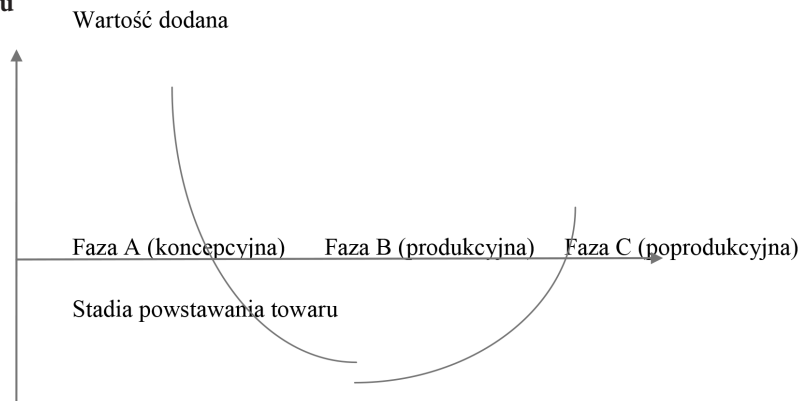 u
Wartość dodana
Faza A (koncepcyjna) Faza B (produkcyjna) Faza C (poprodukcyjna)
Stadia powstawania towaru